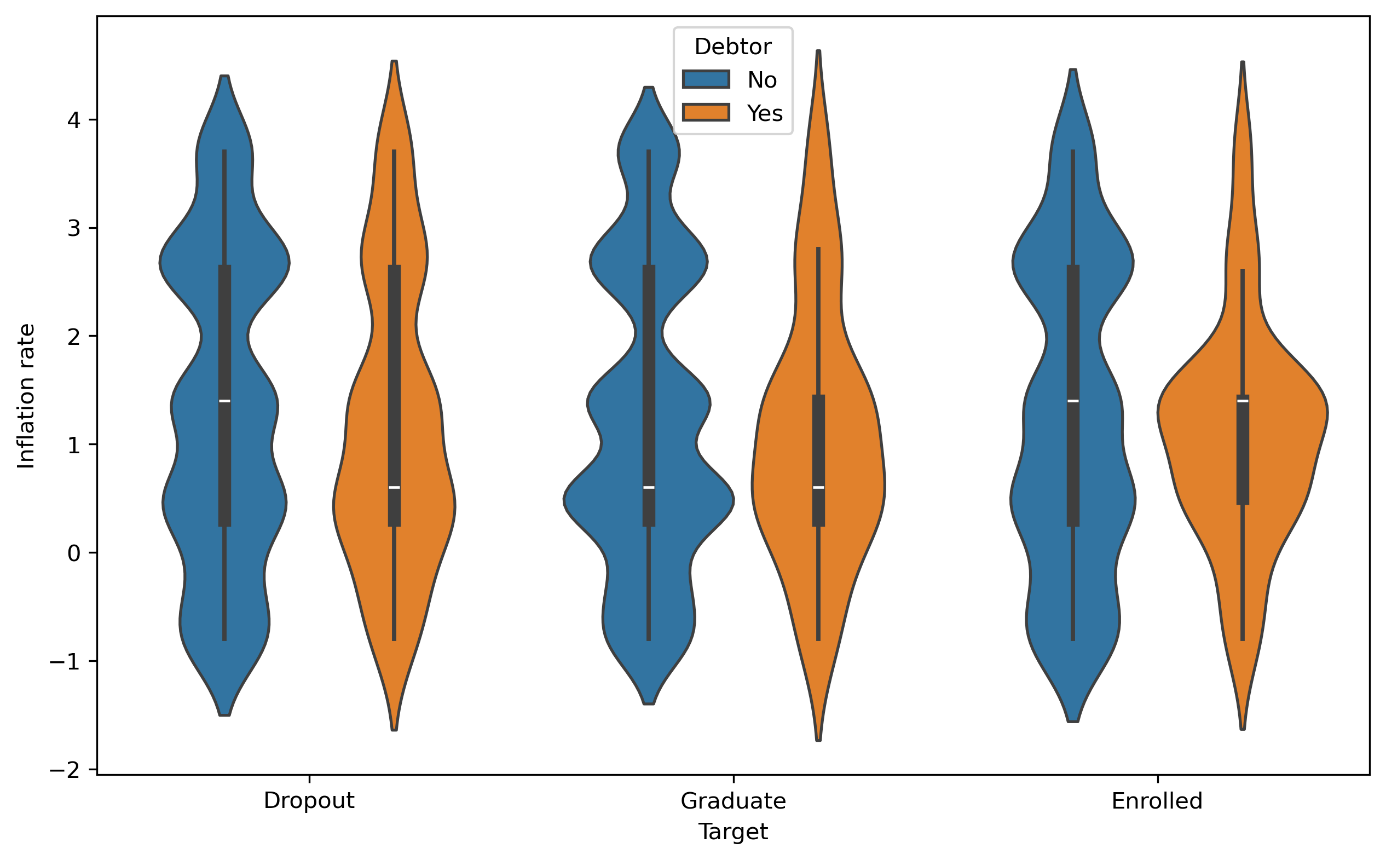 Debtor
No
Yes
4
3
2
1
0
−1
−2
Inflation rate
Dropout
Graduate
Enrolled
Target